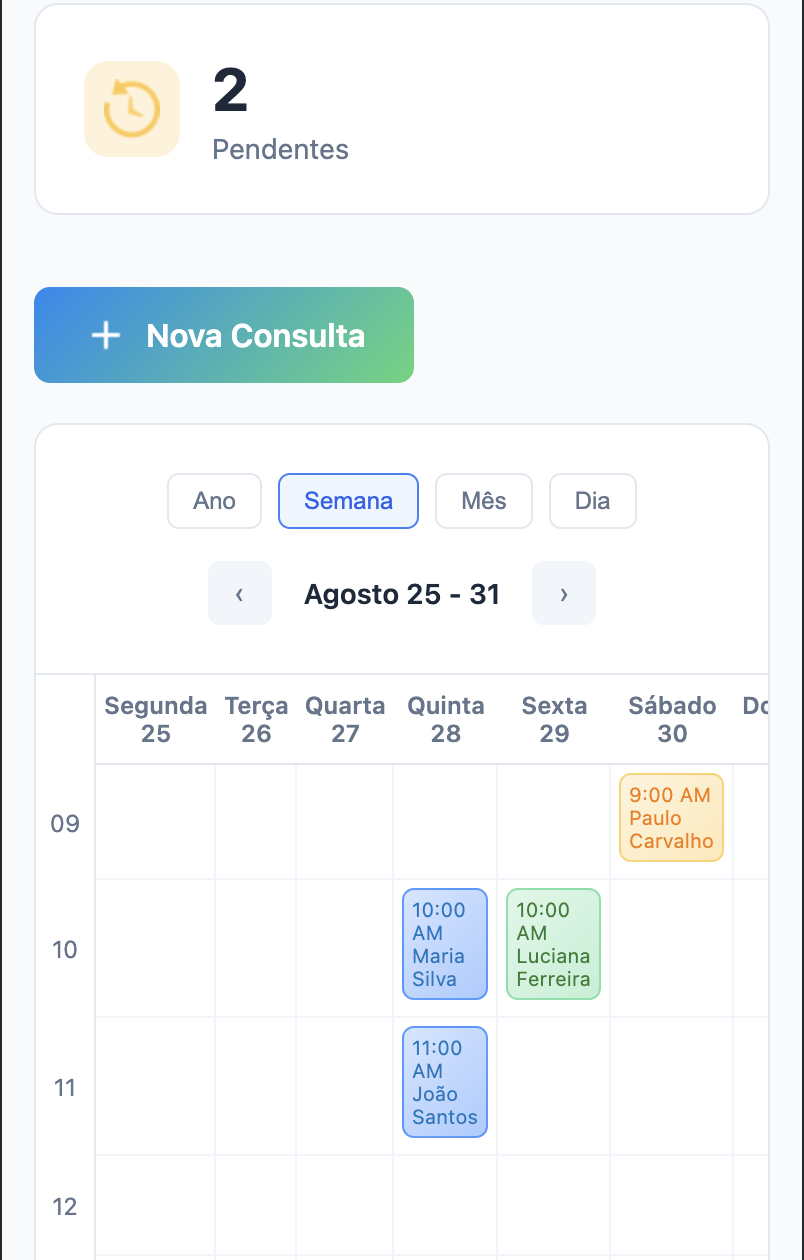 2
Pendentes
Nova Consulta
Ano Semana Mês Dia
‹ Agosto 25 - 31 ›
Segunda Terça Quarta Quinta Sexta Sábado Do
25 26 27 28 29 30
09
9:00 AM
Paulo
Carvalho
10
10:00
AM
Maria
Silva
10:00
AM
Luciana
Ferreira
11
11:00
AM
João
Santos
12